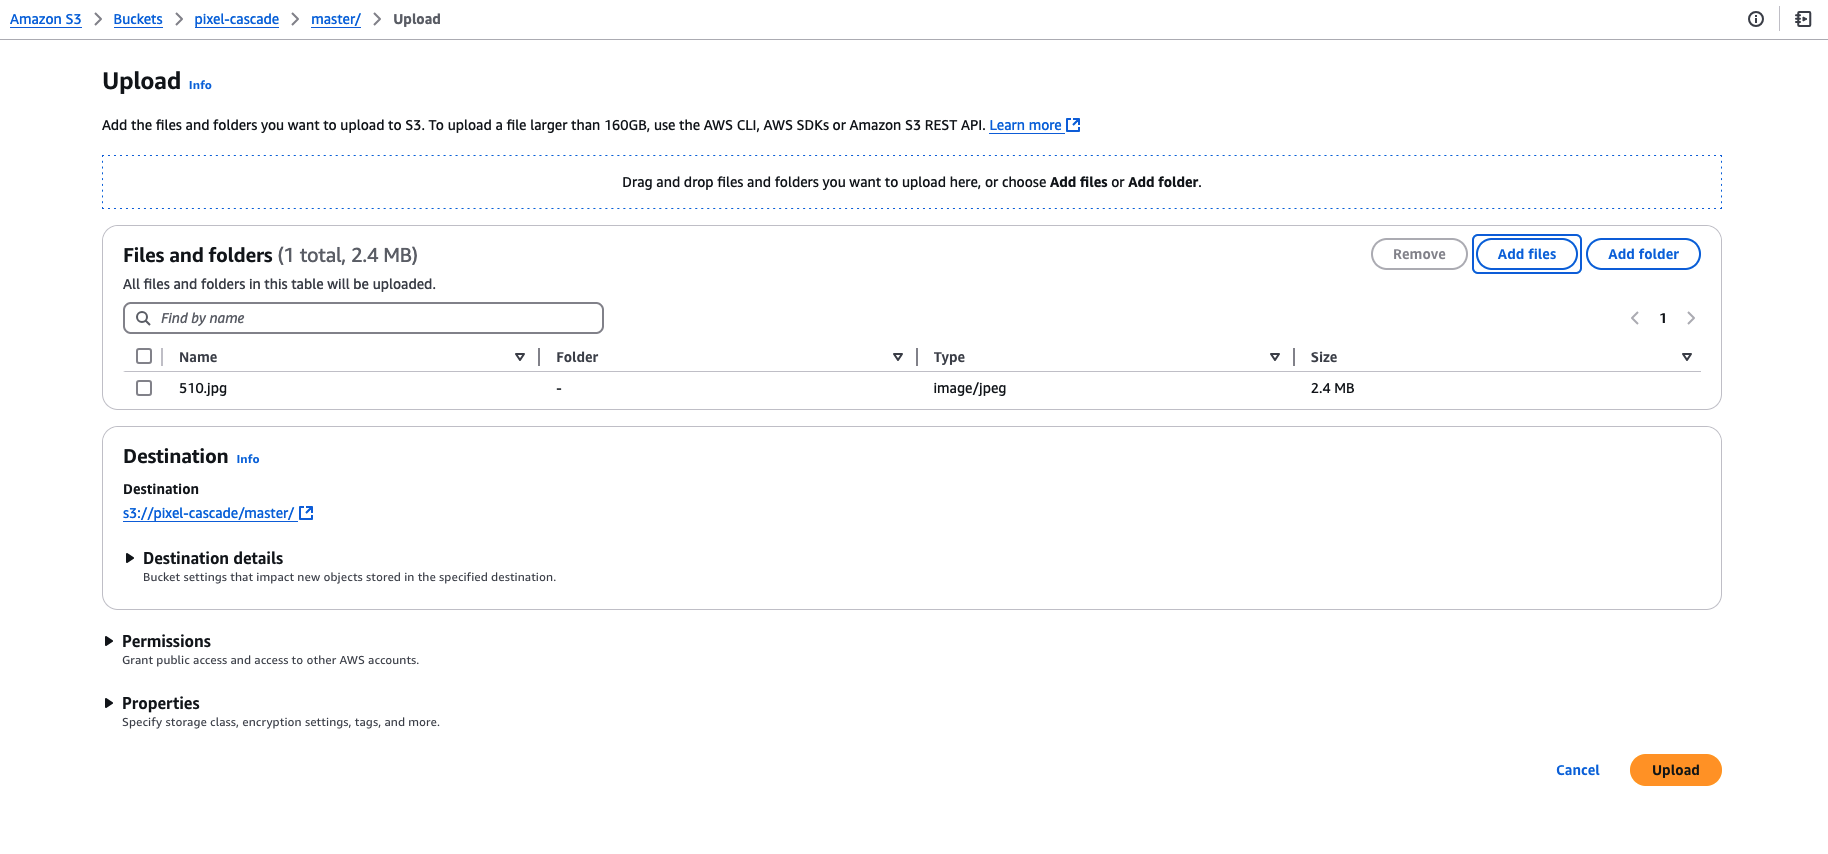 Amazon S3 > Buckets > pixel-cascade > master/ > Upload
Upload Info
Add the files and folders you want to upload to S3. To upload a file larger than 160GB, use the AWS CLI, AWS SDKs or Amazon S3 REST API. Learn more
Drag and drop files and folders you want to upload here, or choose Add files or Add folder.
Files and folders (1 total, 2.4 MB)
Remove Add files Add folder
All files and folders in this table will be uploaded.
Find by name
1
Name Folder Type Size
510.jpg - image/jpeg 2.4 MB
Destination Info
Destination
s3://pixel-cascade/master/
Destination details
Bucket settings that impact new objects stored in the specified destination.
Permissions
Grant public access and access to other AWS accounts.
Properties
Specify storage class, encryption settings, tags, and more.
Cancel Upload